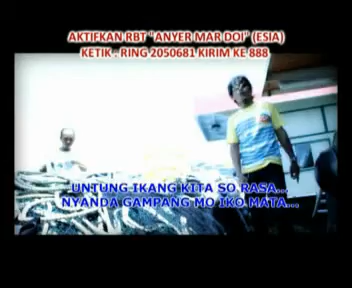 AKTIFKAN RBT "ANYER MAR DOI" (ESIA)
KETIK - RING 2050681 KIRIM KE 888
UNTUNG IKANG KITA SO RASA...
NYANDA GAMPANG MO IKO MATA...